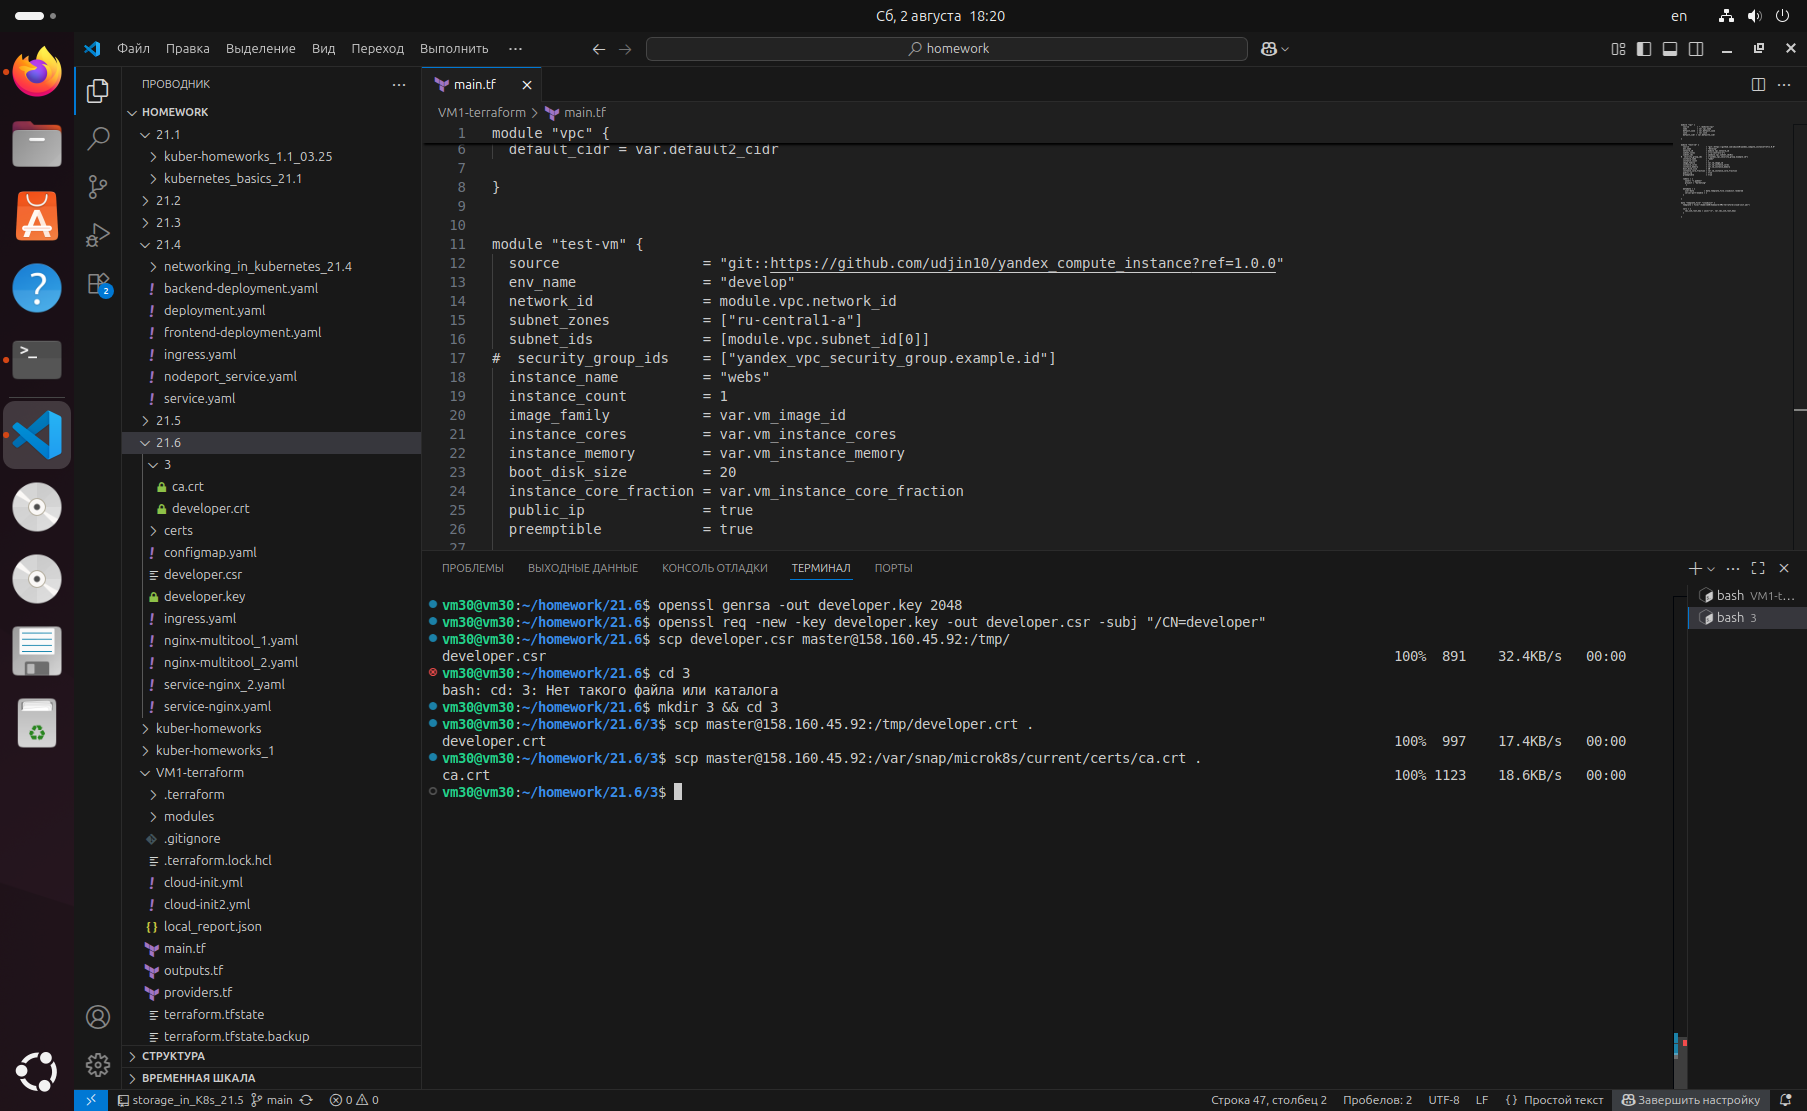 Сб, 2 августа 18:20
en
Файл Правка Выделение Вид Переход Выполнить ···
homework
ПРОВОДНИК
HOMEWORK
21.1
kuber-homeworks_1.1_03.25
kubernetes_basics_21.1
21.2
21.3
21.4
networking_in_kubernetes_21.4
! backend-deployment.yaml
! deployment.yaml
! frontend-deployment.yaml
! ingress.yaml
! nodeport_service.yaml
! service.yaml
21.5
21.6
3
ca.crt
developer.crt
certs
! configmap.yaml
developer.csr
developer.key
! ingress.yaml
! nginx-multitool_1.yaml
! nginx-multitool_2.yaml
! service-nginx_2.yaml
! service-nginx.yaml
kuber-homeworks
kuber-homeworks_1
VM1-terraform
.terraform
modules
.gitignore
.terraform.lock.hcl
! cloud-init.yml
! cloud-init2.yml
{} local_report.json
main.tf
outputs.tf
providers.tf
terraform.tfstate
terraform.tfstate.backup
СТРУКТУРА
ВРЕМЕННАЯ ШКАЛА
2
main.tf
VM1-terraform > main.tf
1 module "vpc" {
6 default_cidr = var.default2_cidr
7
8 }
9
10
11 module "test-vm" {
12 source = "git::https://github.com/udjin10/yandex_compute_instance?ref=1.0.0"
13 env_name = "develop"
14 network_id = module.vpc.network_id
15 subnet_zones = ["ru-central1-a"]
16 subnet_ids = [module.vpc.subnet_id[0]]
17 # security_group_ids = ["yandex_vpc_security_group.example.id"]
18 instance_name = "webs"
19 instance_count = 1
20 image_family = var.vm_image_id
21 instance_cores = var.vm_instance_cores
22 instance_memory = var.vm_instance_memory
23 boot_disk_size = 20
24 instance_core_fraction = var.vm_instance_core_fraction
25 public_ip = true
26 preemptible = true
27
ПРОБЛЕМЫ ВЫХОДНЫЕ ДАННЫЕ КОНСОЛЬ ОТЛАДКИ ТЕРМИНАЛ ПОРТЫ
vm30@vm30:~/homework/21.6$ openssl genrsa -out developer.key 2048
vm30@vm30:~/homework/21.6$ openssl req -new -key developer.key -out developer.csr -subj "/CN=developer"
vm30@vm30:~/homework/21.6$ scp developer.csr master@158.160.45.92:/tmp/
developer.csr 100% 891 32.4KB/s 00:00
vm30@vm30:~/homework/21.6$ cd 3
bash: cd: 3: Нет такого файла или каталога
vm30@vm30:~/homework/21.6$ mkdir 3 && cd 3
vm30@vm30:~/homework/21.6/3$ scp master@158.160.45.92:/tmp/developer.crt .
developer.crt 100% 997 17.4KB/s 00:00
vm30@vm30:~/homework/21.6/3$ scp master@158.160.45.92:/var/snap/microk8s/current/certs/ca.crt .
ca.crt 100% 1123 18.6KB/s 00:00
vm30@vm30:~/homework/21.6/3$
bash VM1-t...
bash 3
storage_in_K8s_21.5 main 0 0
Строка 47, столбец 2 Пробелов: 2 UTF-8 LF {} Простой текст Завершить настройку